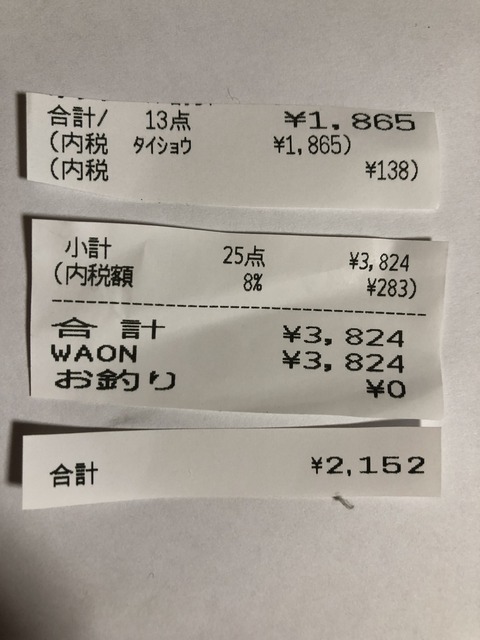 合計/ 13点 ¥1,865
(内税 タイショウ ¥1,865)
(内税 ¥138)
小計 25点 ¥3,824
(内税額 8% ¥283)
合計 ¥3,824
WAON ¥3,824
お釣り ¥0
合計 ¥2,152